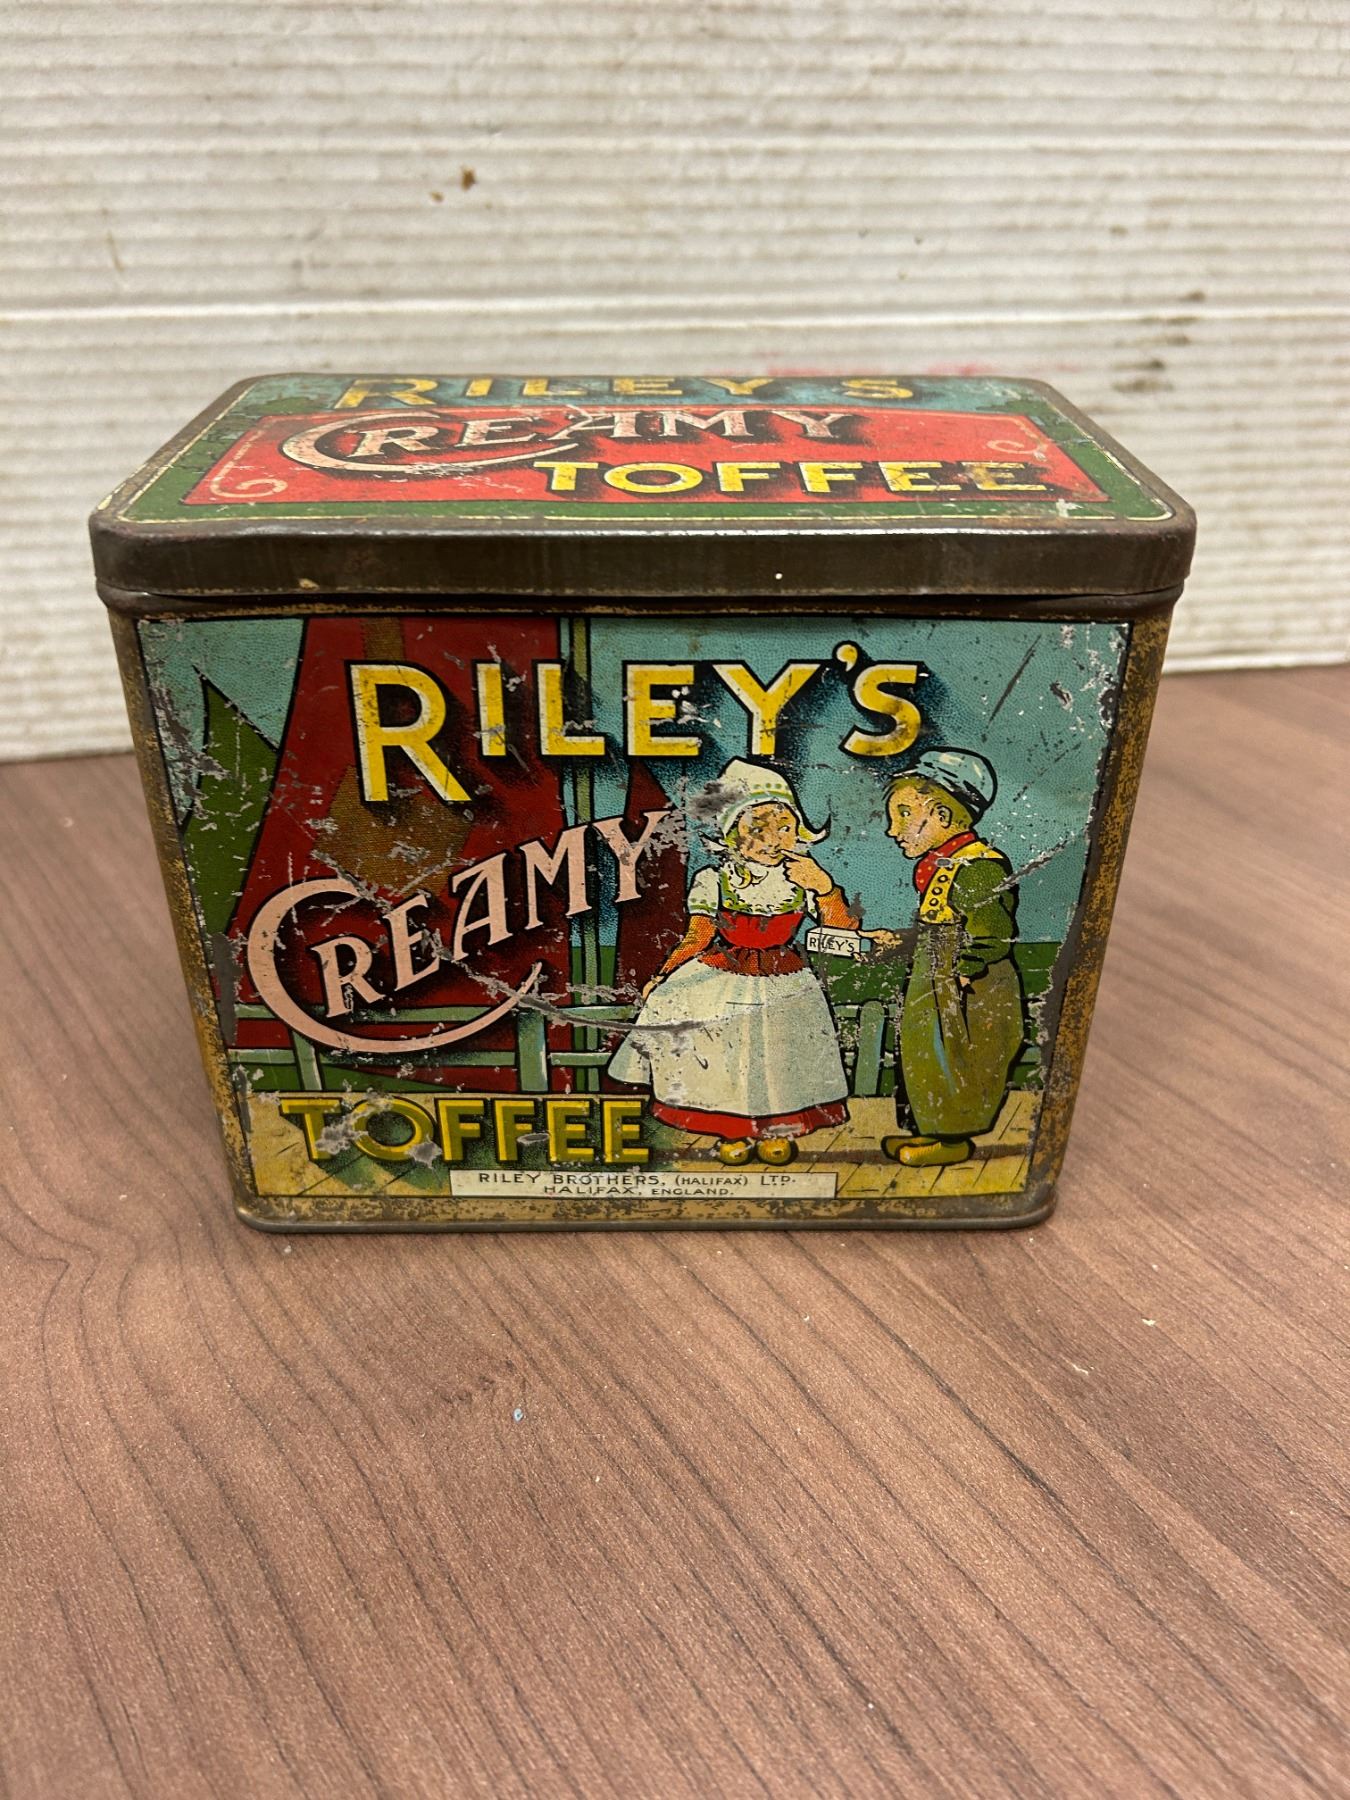 RILEY'S
CREAMY
TOFFEE
RILEY'S
CREAMY
RILEY'S
TOFFEE
RILEY BROTHERS, (HALIFAX) LTD.
HALIFAX, ENGLAND.